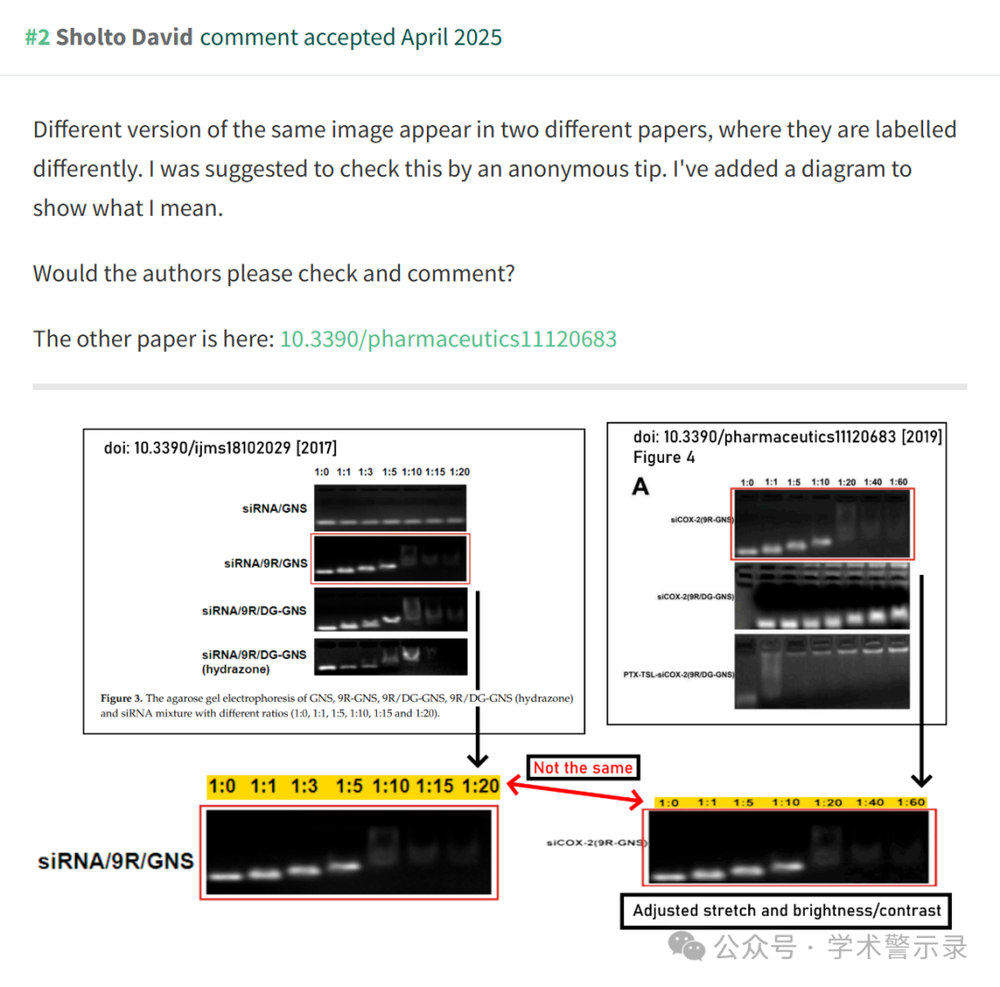 #2 Sholto David comment accepted April 2025
Different version of the same image appear in two different papers, where they are labelled
differently. I was suggested to check this by an anonymous tip. I've added a diagram to
show what I mean.
Would the authors please check and comment?
The other paper is here: 10.3390/pharmaceutics11120683
doi: 10.3390/ijms18102029 [2017]
1:0 1:1 1:3 1:5 1:10 1:15 1:20
siRNA/GNS
siRNA/9R/GNS
siRNA/9R/DG-GNS
siRNA/9R/DG-GNS
(hydrazone)
Figure 3. The agarose gel electrophoresis of GNS, 9R-GNS, 9R/DG-GNS, 9R/DG-GNS (hydrazone)
and siRNA mixture with different ratios (1:0, 1:1, 1:5, 1:10, 1:15 and 1:20).
doi: 10.3390/pharmaceutics11120683 [2019]
Figure 4
A
1:0 1:1 1:5 1:10 1:20 1:40 1:60
siCOX-2(9R-GNS)
siCOX-2(9R/DG-GNS)
PTX-TSL-siCOX-2(9R/DG-GNS)
Not the same
1:0 1:1 1:3 1:5 1:10 1:15 1:20
siRNA/9R/GNS
1:0 1:1 1:5 1:10 1:20 1:40 1:60
siCOX-2(9R-GNS)
Adjusted stretch and brightness/contrast
公众号 · 学术警示录